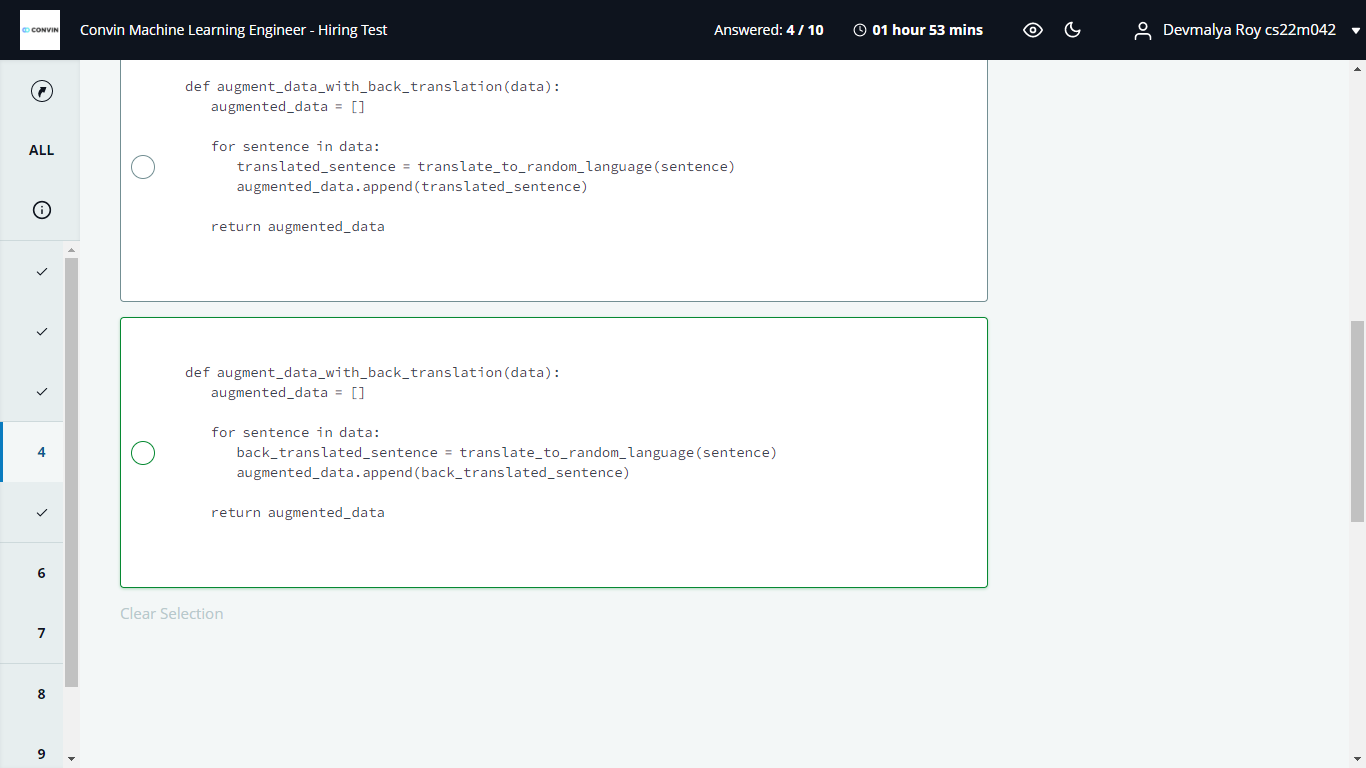 CONVIN
Convin Machine Learning Engineer - Hiring Test
Answered: 4 / 10
01 hour 53 mins
Devmalya Roy cs22m042
ALL
4
6
7
8
9
def augment_data_with_back_translation(data):
augmented_data = []
for sentence in data:
translated_sentence = translate_to_random_language(sentence)
augmented_data.append(translated_sentence)
return augmented_data
def augment_data_with_back_translation(data):
augmented_data = []
for sentence in data:
back_translated_sentence = translate_to_random_language(sentence)
augmented_data.append(back_translated_sentence)
return augmented_data
Clear Selection